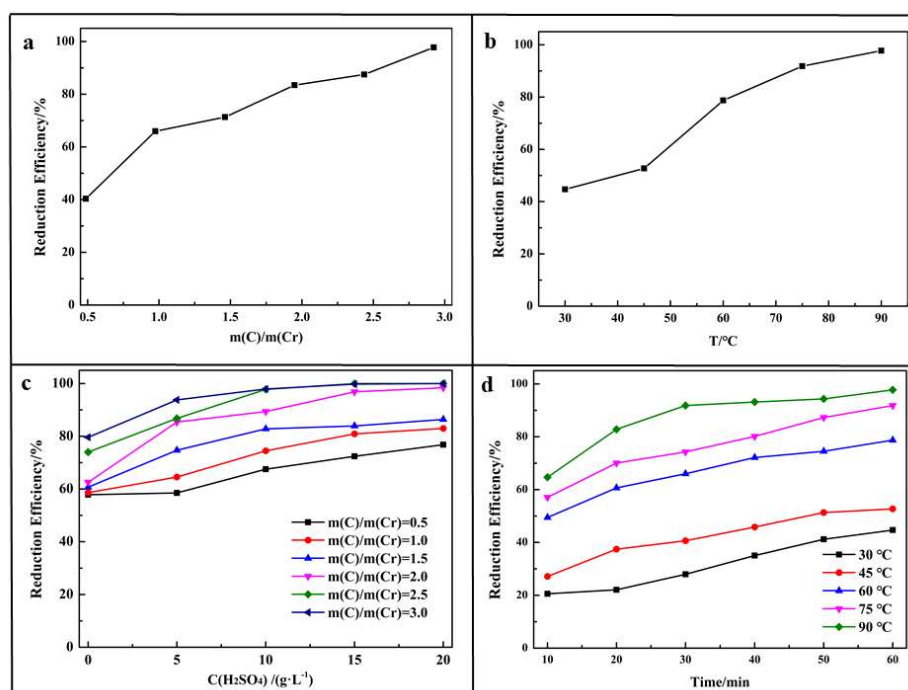 a
Reduction Efficiency/%
100
80
60
40
20
0
0.5 1.0 1.5 2.0 2.5 3.0
m(C)/m(Cr)
b
Reduction Efficiency/%
100
80
60
40
20
0
30 40 50 60 70 80 90
T/°C
c
Reduction Efficiency/%
100
80
60
40
20
0
m(C)/m(Cr)=0.5
m(C)/m(Cr)=1.0
m(C)/m(Cr)=1.5
m(C)/m(Cr)=2.0
m(C)/m(Cr)=2.5
m(C)/m(Cr)=3.0
0 5 10 15 20
C(H₂SO₄) /(g·L⁻¹)
d
Reduction Efficiency/%
100
80
60
40
20
0
30 °C
45 °C
60 °C
75 °C
90 °C
10 20 30 40 50 60
Time/min